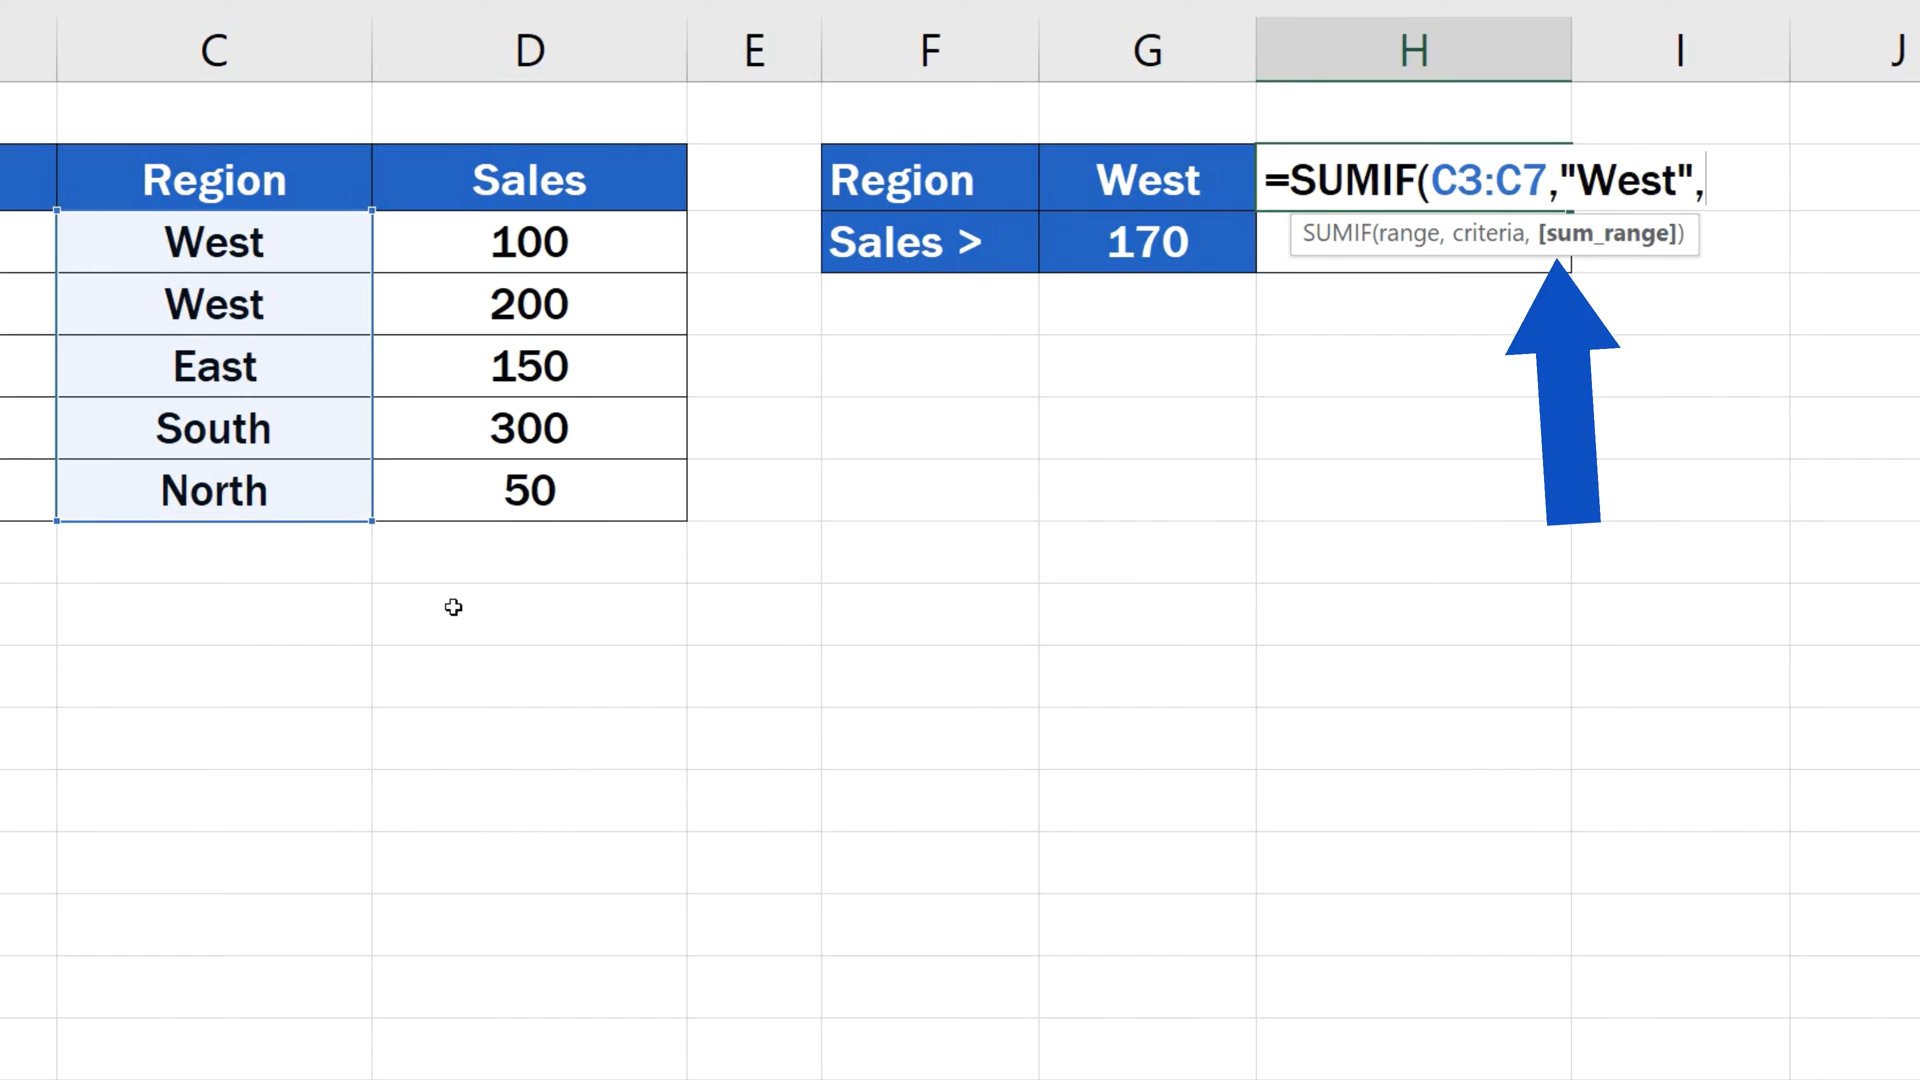 C D E F G H I J
Region Sales Region West =SUMIF(C3:C7,"West",
West 100 Sales > 170 SUMIF(range, criteria, [sum_range])
West 200
East 150
South 300
North 50